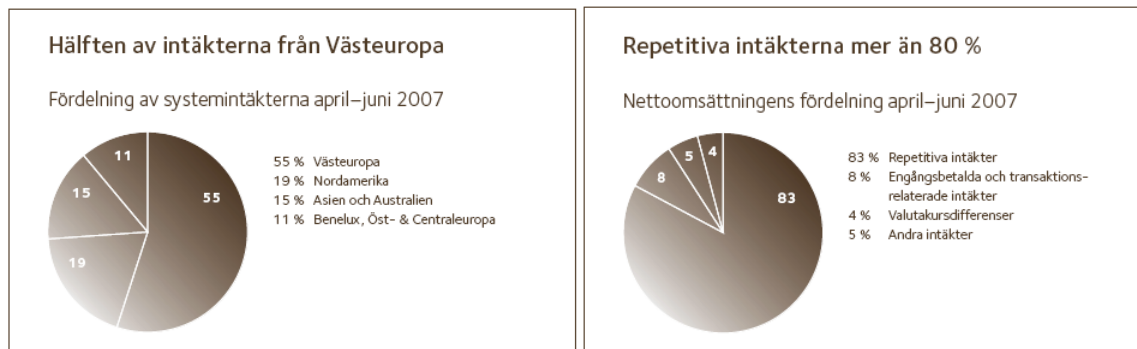 Hälften av intäkterna från Västeuropa
Fördelning av systemintäkterna april–juni 2007
11
15
55
19
55 % Västeuropa
19 % Nordamerika
15 % Asien och Australien
11 % Benelux, Öst- & Centraleuropa
Repetitiva intäkterna mer än 80 %
Nettoomsättningens fördelning april–juni 2007
5 4
8
83
83 % Repetitiva intäkter
8 % Engångsbetalda och transaktions-
relaterade intäkter
4 % Valutakursdifferenser
5 % Andra intäkter